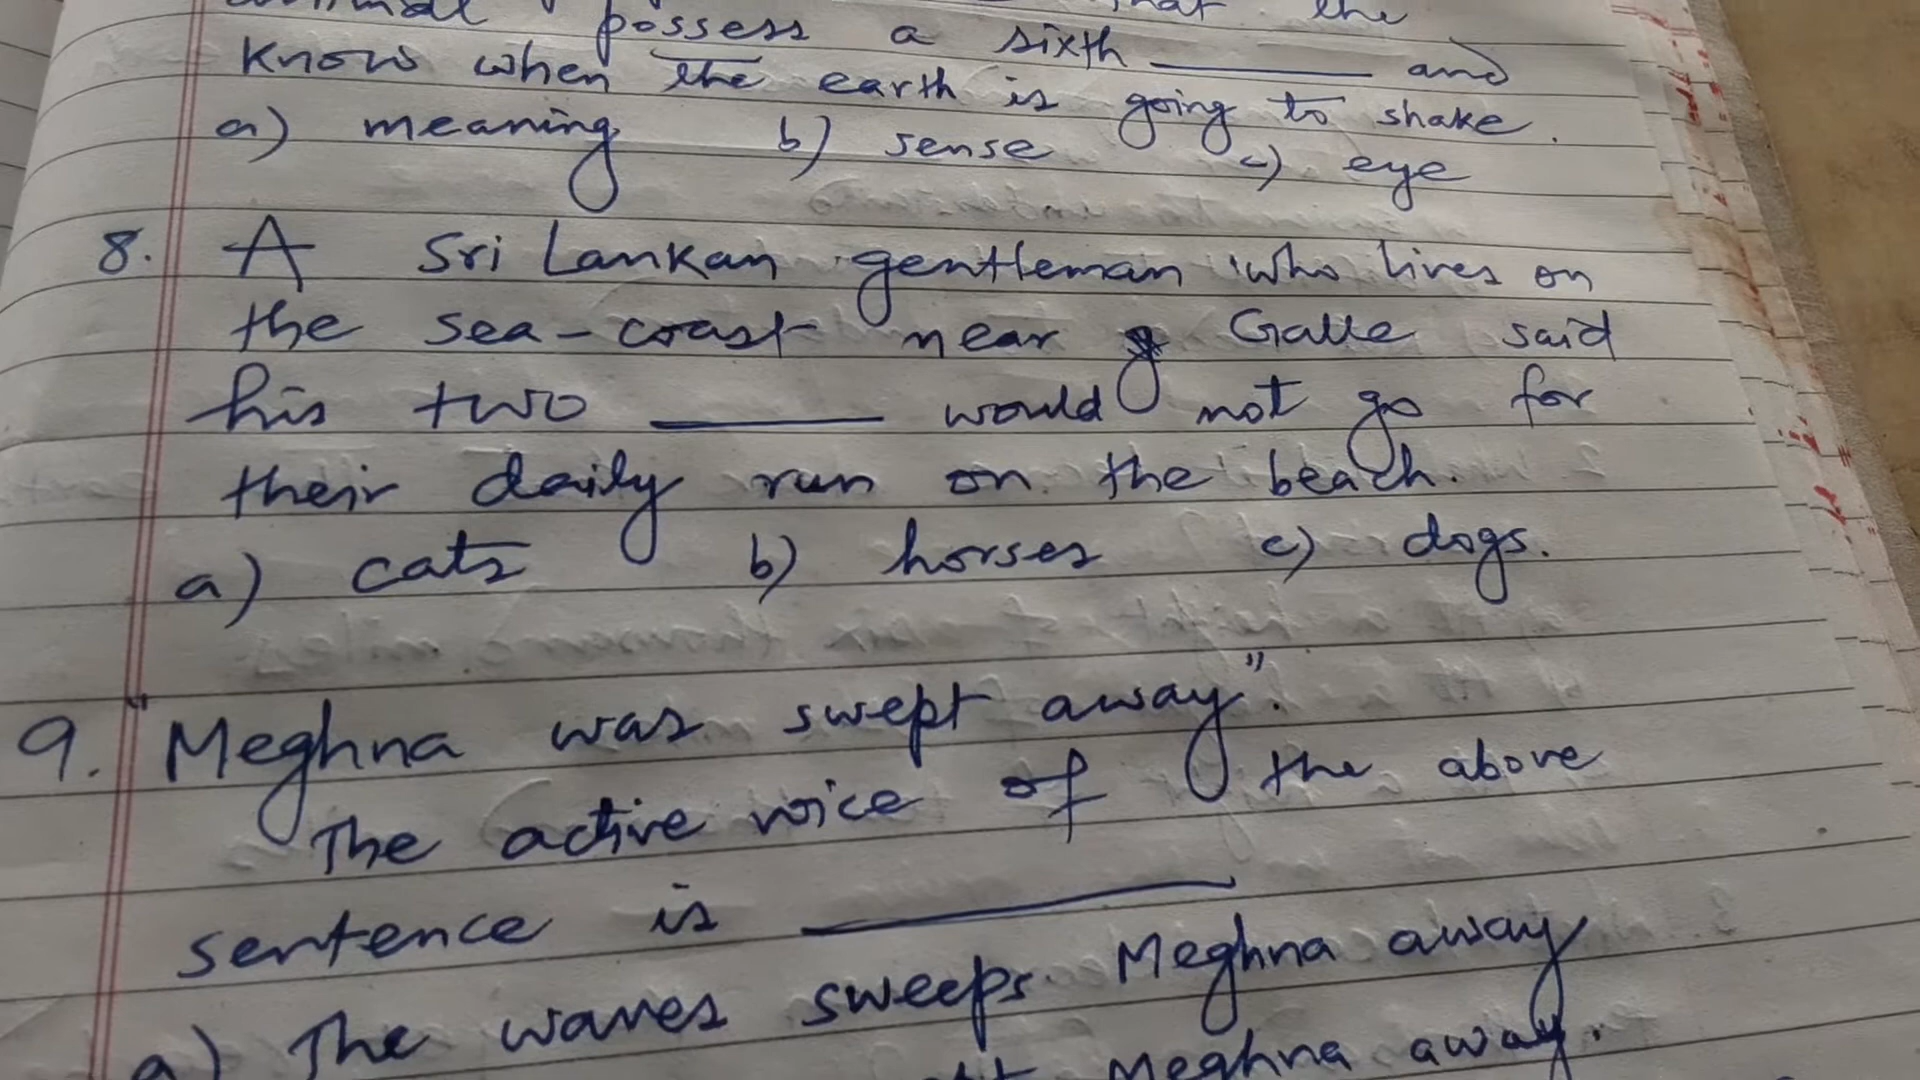 possess a sixth ______ and
know when the earth is going to shake.
a) meaning b) sense c) eye
8. A Sri Lankan gentleman who lives on
the sea-coast near Galle said
his two ______ would not go for
their daily run on the beach.
a) cats b) horses c) dogs.
9. "Meghna was swept away".
The active voice of the above
sentence is ______
a) The waves sweeps Meghna away
Meghna away.